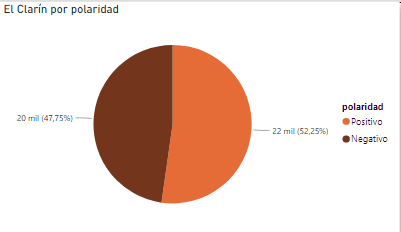 El Clarín por polaridad
20 mil (47,75%)
22 mil (52,25%)
polaridad
Positivo
Negativo